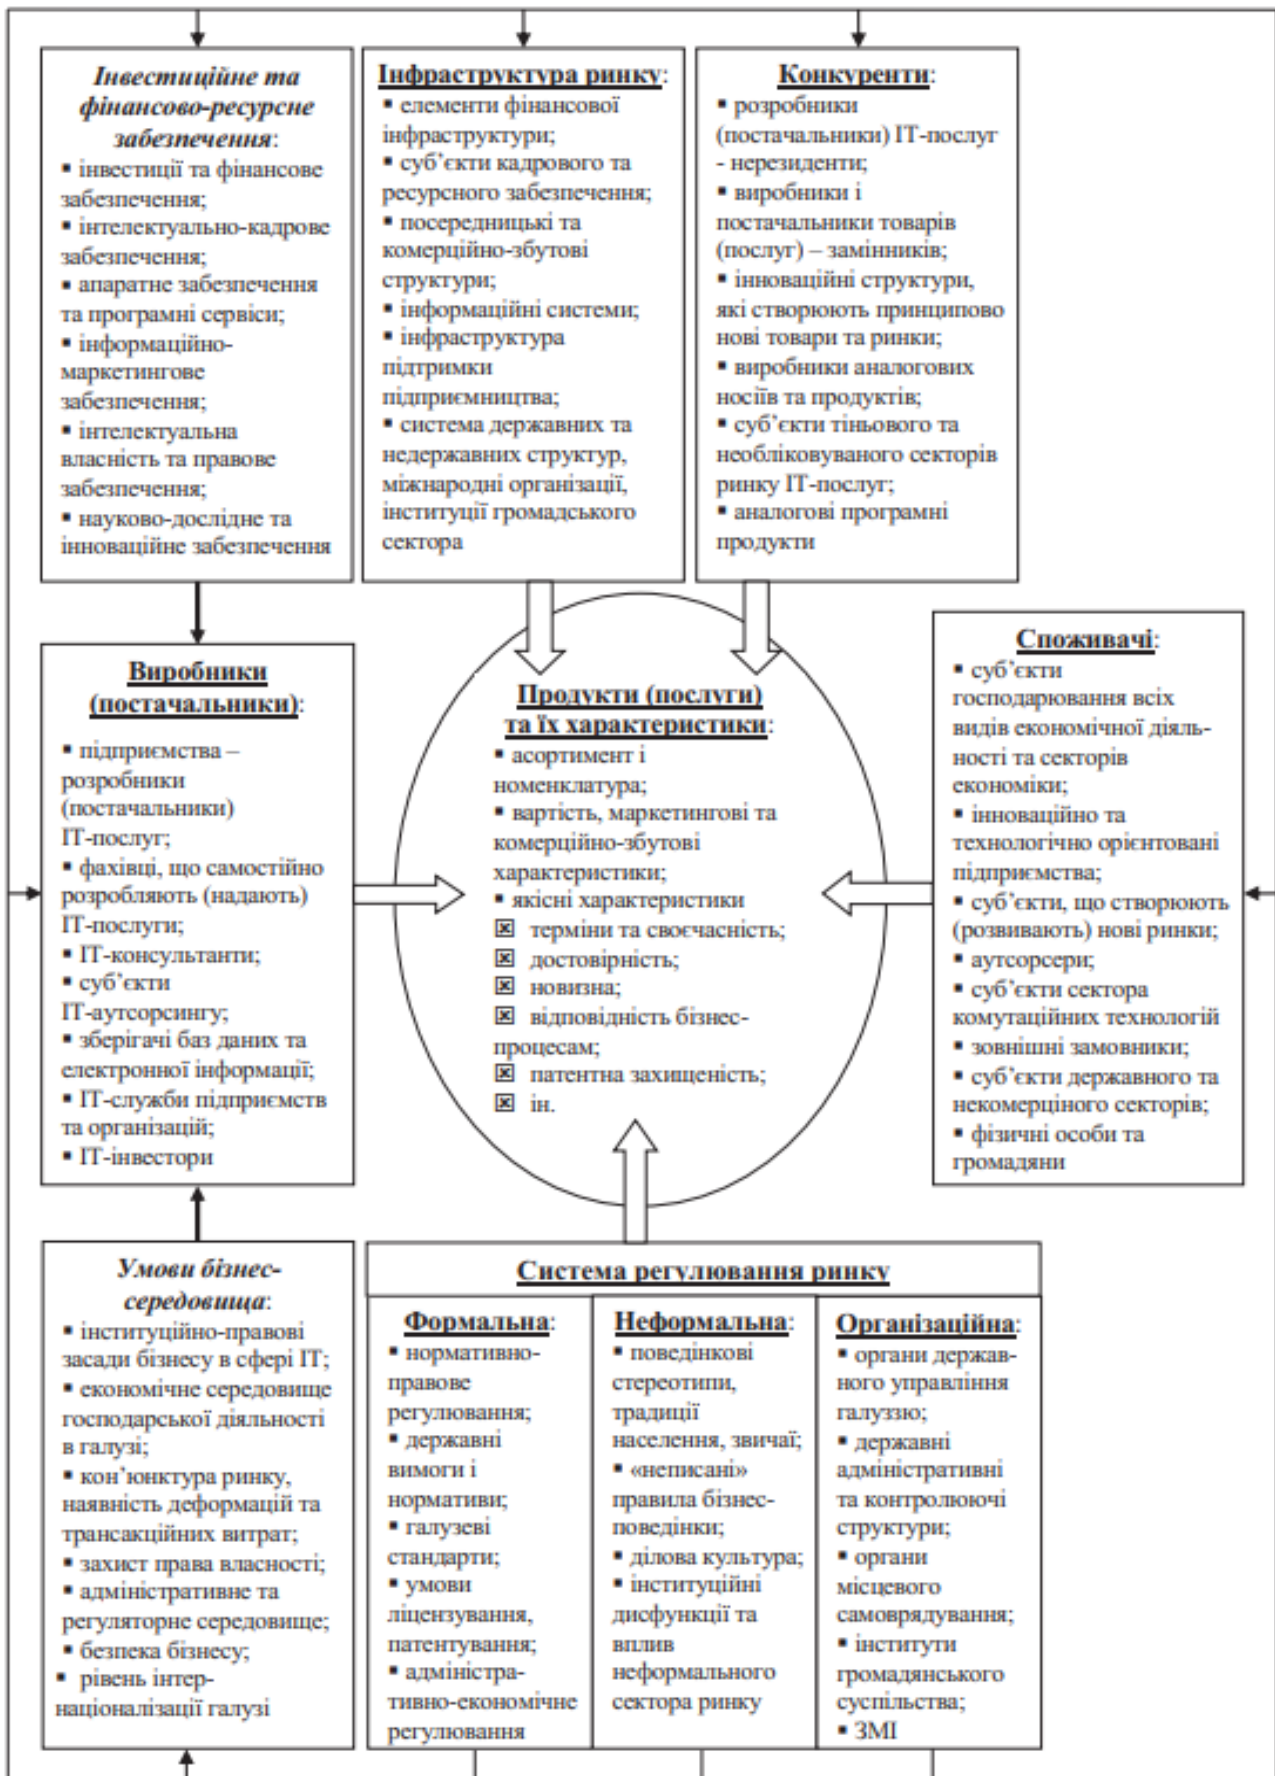 Інвестиційне та
фінансово-ресурсне
забезпечення:
▪ інвестиції та фінансове
забезпечення;
▪ інтелектуально-кадрове
забезпечення;
▪ апаратне забезпечення
та програмні сервіси;
▪ інформаційно-
маркетингове
забезпечення;
▪ інтелектуальна
власність та правове
забезпечення;
▪ науково-дослідне та
інноваційне забезпечення
Інфраструктура ринку:
▪ елементи фінансової
інфраструктури;
▪ суб’єкти кадрового та
ресурсного забезпечення;
▪ посередницькі та
комерційно-збутові
структури;
▪ інформаційні системи;
▪ інфраструктура
підтримки
підприємництва;
▪ система державних та
недержавних структур,
міжнародні організації,
інституції громадського
сектора
Конкуренти:
▪ розробники
(постачальники) ІТ-послуг
- нерезиденти;
▪ виробники і
постачальники товарів
(послуг) – замінників;
▪ інноваційні структури,
які створюють принципово
нові товари та ринки;
▪ виробники аналогових
носіїв та продуктів;
▪ суб’єкти тіньового та
необліковуваного секторів
ринку ІТ-послуг;
▪ аналогові програмні
продукти
Виробники
(постачальники):
▪ підприємства –
розробники
(постачальники)
ІТ-послуг;
▪ фахівці, що самостійно
розробляють (надають)
ІТ-послуги;
▪ ІТ-консультанти;
▪ суб’єкти
ІТ-аутсорсингу;
▪ зберігачі баз даних та
електронної інформації;
▪ ІТ-служби підприємств
та організацій;
▪ ІТ-інвестори
Продукти (послуги)
та їх характеристики:
▪ асортимент і
номенклатура;
▪ вартість, маркетингові та
комерційно-збутові
характеристики;
▪ якісні характеристики
☒ терміни та своєчасність;
☒ достовірність;
☒ новизна;
☒ відповідність бізнес-
процесам;
☒ патентна захищеність;
☒ ін.
Споживачі:
▪ суб’єкти
господарювання всіх
видів економічної діяль-
ності та секторів
економіки;
▪ інноваційно та
технологічно орієнтовані
підприємства;
▪ суб’єкти, що створюють
(розвивають) нові ринки;
▪ аутсорсери;
▪ суб’єкти сектора
комутаційних технологій
▪ зовнішні замовники;
▪ суб’єкти державного та
некомерціного секторів;
▪ фізичні особи та
громадяни
Умови бізнес-
середовища:
▪ інституційно-правові
засади бізнесу в сфері ІТ;
▪ економічне середовище
господарської діяльності
в галузі;
▪ кон’юнктура ринку,
наявність деформацій та
трансакційних витрат;
▪ захист права власності;
▪ адміністративне та
регуляторне середовище;
▪ безпека бізнесу;
▪ рівень інтер-
націоналізації галузі
Система регулювання ринку
Формальна:
▪ нормативно-
правове
регулювання;
▪ державні
вимоги і
нормативи;
▪ галузеві
стандарти;
▪ умови
ліцензування,
патентування;
▪ адміністра-
тивно-економічне
регулювання
Неформальна:
▪ поведінкові
стереотипи,
традиції
населення, звичаї;
▪ «неписані»
правила бізнес-
поведінки;
▪ ділова культура;
▪ інституційні
дисфункції та
вплив
неформального
сектора ринку
Організаційна:
▪ органи держав-
ного управління
галуззю;
▪ державні
адміністративні
та контролюючі
структури;
▪ органи
місцевого
самоврядування;
▪ інститути
громадянського
суспільства;
▪ ЗМІ